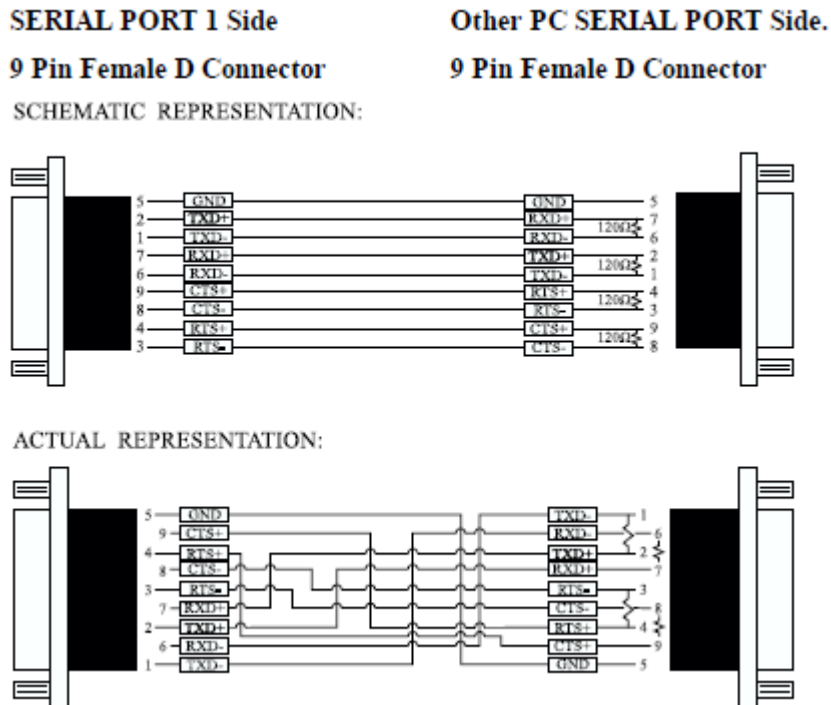 SERIAL PORT 1 Side Other PC SERIAL PORT Side.
9 Pin Female D Connector 9 Pin Female D Connector
SCHEMATIC REPRESENTATION:
5 GND GND 5
2 TXD+ RXD+ 7
120Ω
1 TXD- RXD- 6
7 RXD+ TXD+ 2
120Ω
6 RXD- TXD- 1
9 CTS+ RTS+ 4
120Ω
8 CTS- RTS- 3
4 RTS+ CTS+ 9
120Ω
3 RTS- CTS- 8
ACTUAL REPRESENTATION:
5 GND TXD- 1
9 CTS+ RXD- 6
4 RTS+ TXD+ 2
8 CTS- RXD+ 7
3 RTS- RTS- 3
7 RXD+ CTS- 8
2 TXD+ RTS+ 4
6 RXD- CTS+ 9
1 TXD- GND 5